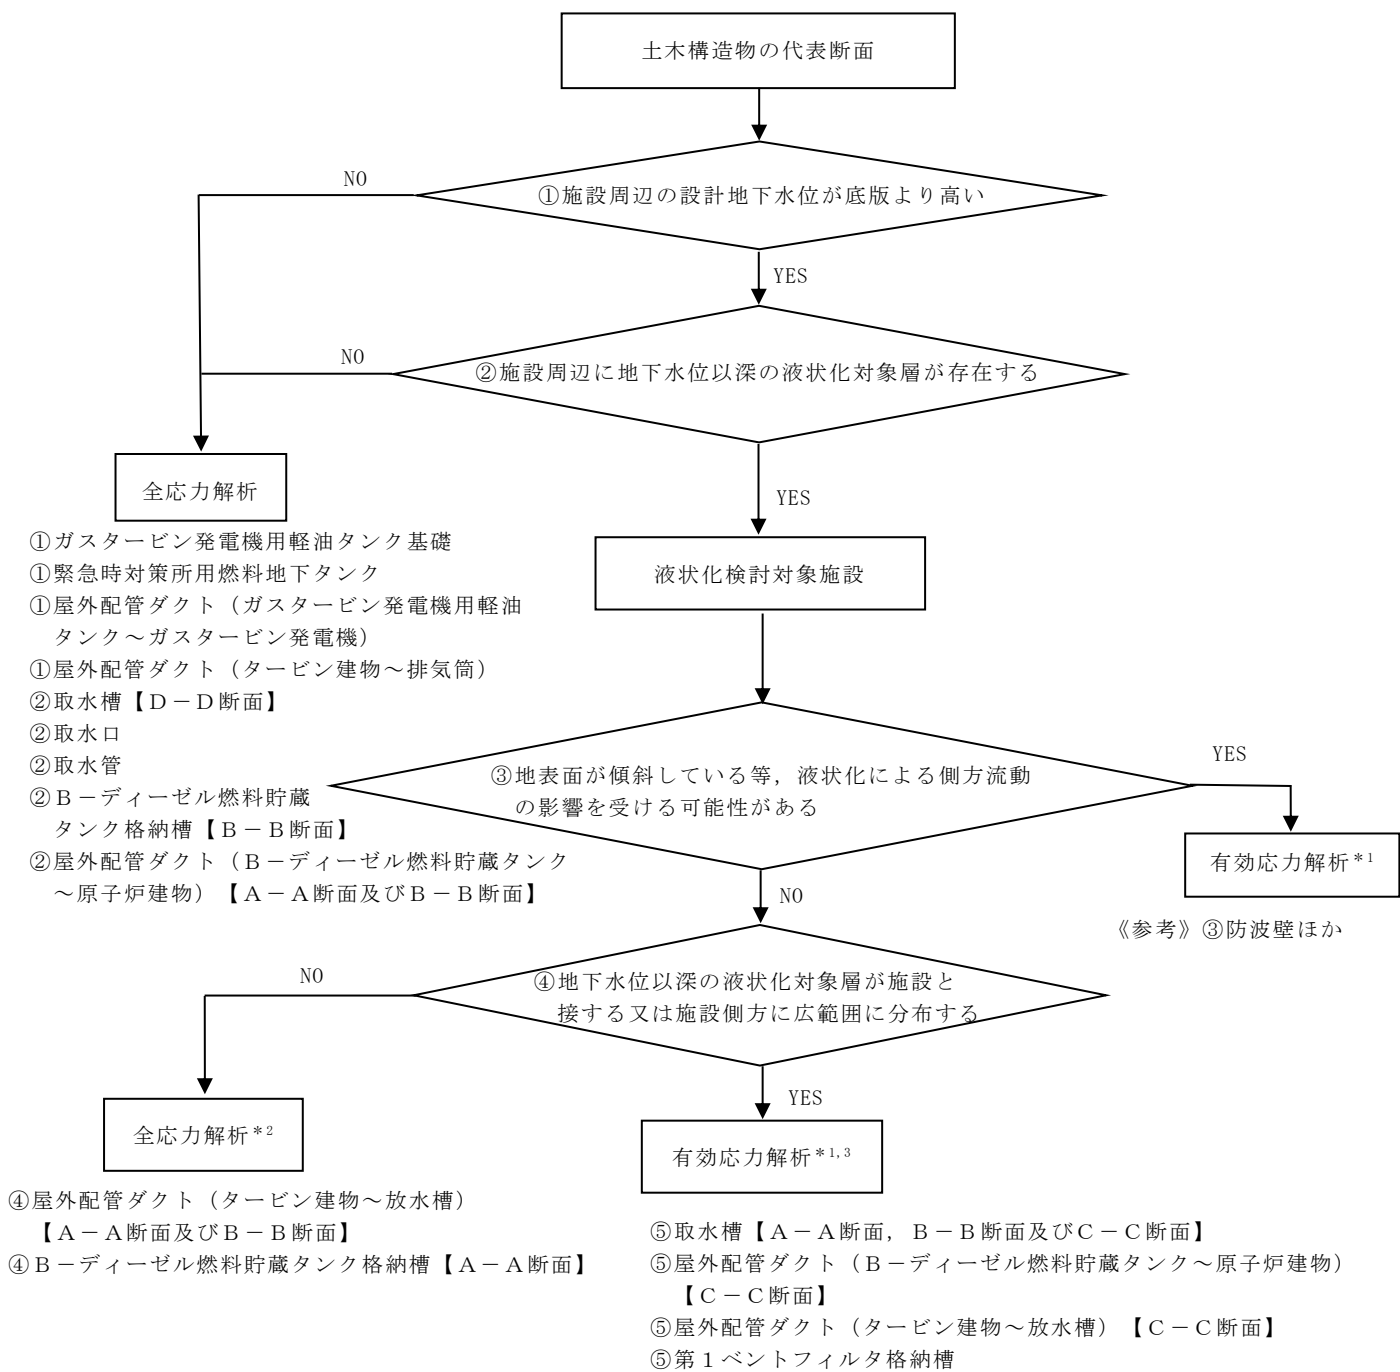 土木構造物の代表断面
①施設周辺の設計地下水位が底版より高い
NO
YES
②施設周辺に地下水位以深の液状化対象層が存在する
NO
YES
全応力解析
①ガスタービン発電機用軽油タンク基礎
①緊急時対策所用燃料地下タンク
①屋外配管ダクト（ガスタービン発電機用軽油
タンク～ガスタービン発電機）
①屋外配管ダクト（タービン建物～排気筒）
②取水槽【D－D断面】
②取水口
②取水管
②B－ディーゼル燃料貯蔵
タンク格納槽【B－B断面】
②屋外配管ダクト（B－ディーゼル燃料貯蔵タンク
～原子炉建物）【A－A断面及びB－B断面】
液状化検討対象施設
③地表面が傾斜している等，液状化による側方流動
の影響を受ける可能性がある
YES
有効応力解析*1
《参考》③防波壁ほか
NO
④地下水位以深の液状化対象層が施設と
接する又は施設側方に広範囲に分布する
NO
YES
全応力解析*2
④屋外配管ダクト（タービン建物～放水槽）
【A－A断面及びB－B断面】
④B－ディーゼル燃料貯蔵タンク格納槽【A－A断面】
有効応力解析*1,3
⑤取水槽【A－A断面，B－B断面及びC－C断面】
⑤屋外配管ダクト（B－ディーゼル燃料貯蔵タンク～原子炉建物）
【C－C断面】
⑤屋外配管ダクト（タービン建物～放水槽）【C－C断面】
⑤第1ベントフィルタ格納槽